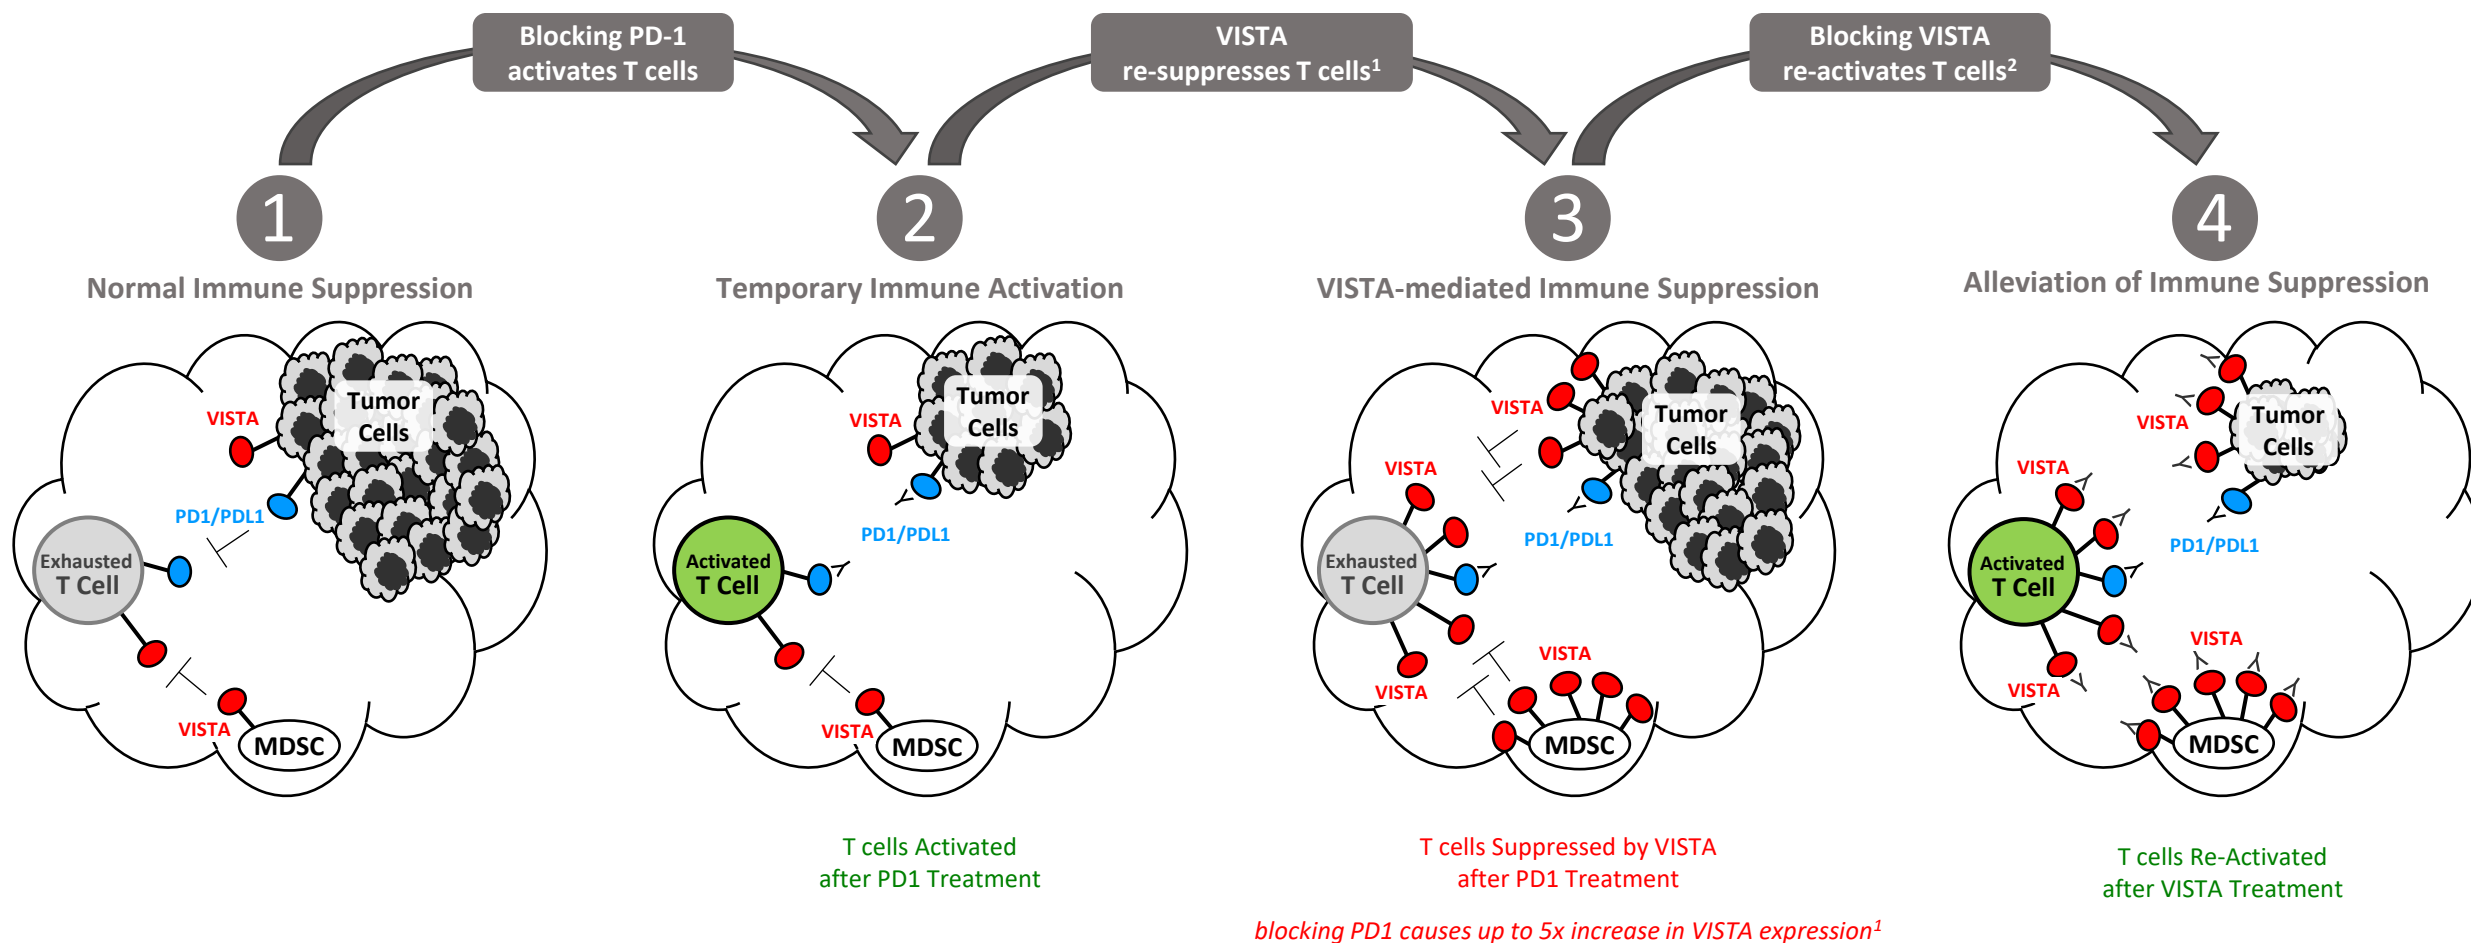 Blocking PD-1
activates T cells
VISTA
re-suppresses T cells¹
Blocking VISTA
re-activates T cells²
1
2
3
4
Normal Immune Suppression
Temporary Immune Activation
VISTA-mediated Immune Suppression
Alleviation of Immune Suppression
Tumor
Cells
VISTA
PD1/PDL1
Exhausted
T Cell
VISTA
MDSC
Tumor
Cells
VISTA
PD1/PDL1
Activated
T Cell
VISTA
MDSC
Tumor
Cells
VISTA
VISTA
PD1/PDL1
Exhausted
T Cell
VISTA
VISTA
MDSC
Tumor
Cells
VISTA
VISTA
PD1/PDL1
Activated
T Cell
VISTA
VISTA
MDSC
T cells Activated
after PD1 Treatment
T cells Suppressed by VISTA
after PD1 Treatment
blocking PD1 causes up to 5x increase in VISTA expression¹
T cells Re-Activated
after VISTA Treatment